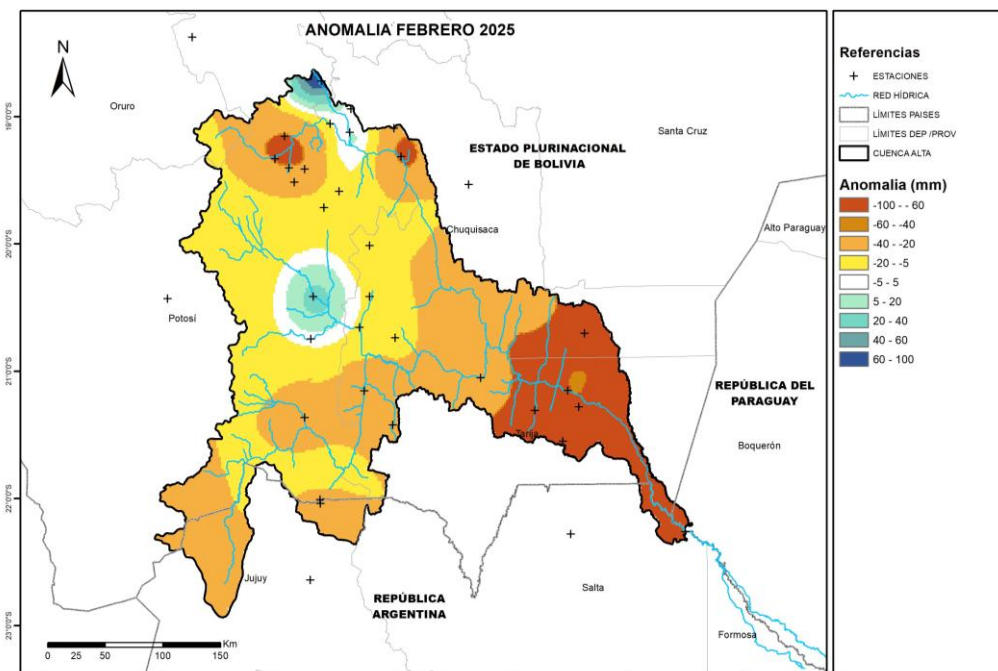 ANOMALIA FEBRERO 2025
N
Oruro
Santa Cruz
ESTADO PLURINACIONAL
DE BOLIVIA
Chuquisaca
Alto Paraguay
Potosí
REPÚBLICA DEL
PARAGUAY
Boquerón
Tarija
Jujuy
Salta
REPÚBLICA
ARGENTINA
Formosa
19°0'0"S
20°0'0"S
21°0'0"S
22°0'0"S
23°0'0"S
Km
0 25 50 100 150
Referencias
ESTACIONES
RED HÍDRICA
LÍMITES PAISES
LÍMITES DEP /PROV
CUENCA ALTA
Anomalia (mm)
-100 - - 60
-60 - -40
-40 - -20
-20 - -5
-5 - 5
5 - 20
20 - 40
40 - 60
60 - 100